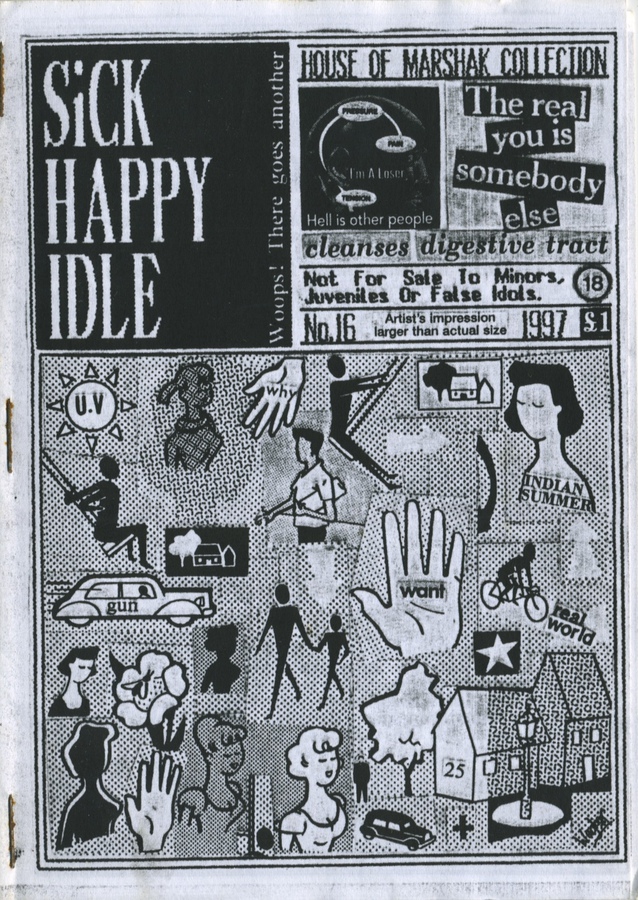 SiCK
HAPPY
IDLE
Woops! There goes another
HOUSE OF MARSHAK COLLECTION
PRESSURE
PAIN
I'm A Loser
TENSION
Hell is other people
The real
you is
somebody
else
cleanses digestive tract
Not For Sale To Minors,
Juveniles Or False Idols.
18
No.16
Artist's impression
larger than actual size
1997
£1
U.V
why
INDIAN
SUMMER
want
gun
real
world
25